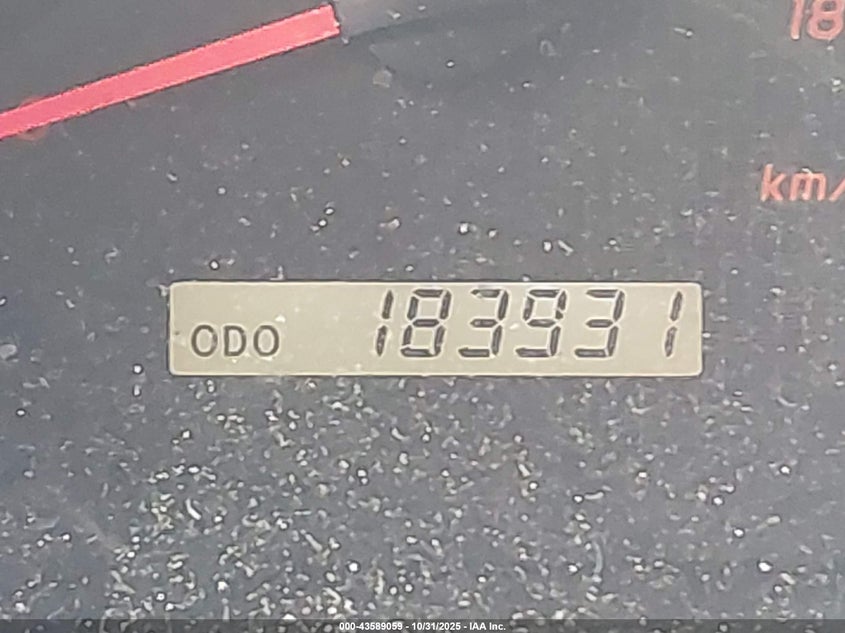 18
km/
ODO 183931
000-43589059 - 10/31/2025 - IAA Inc.